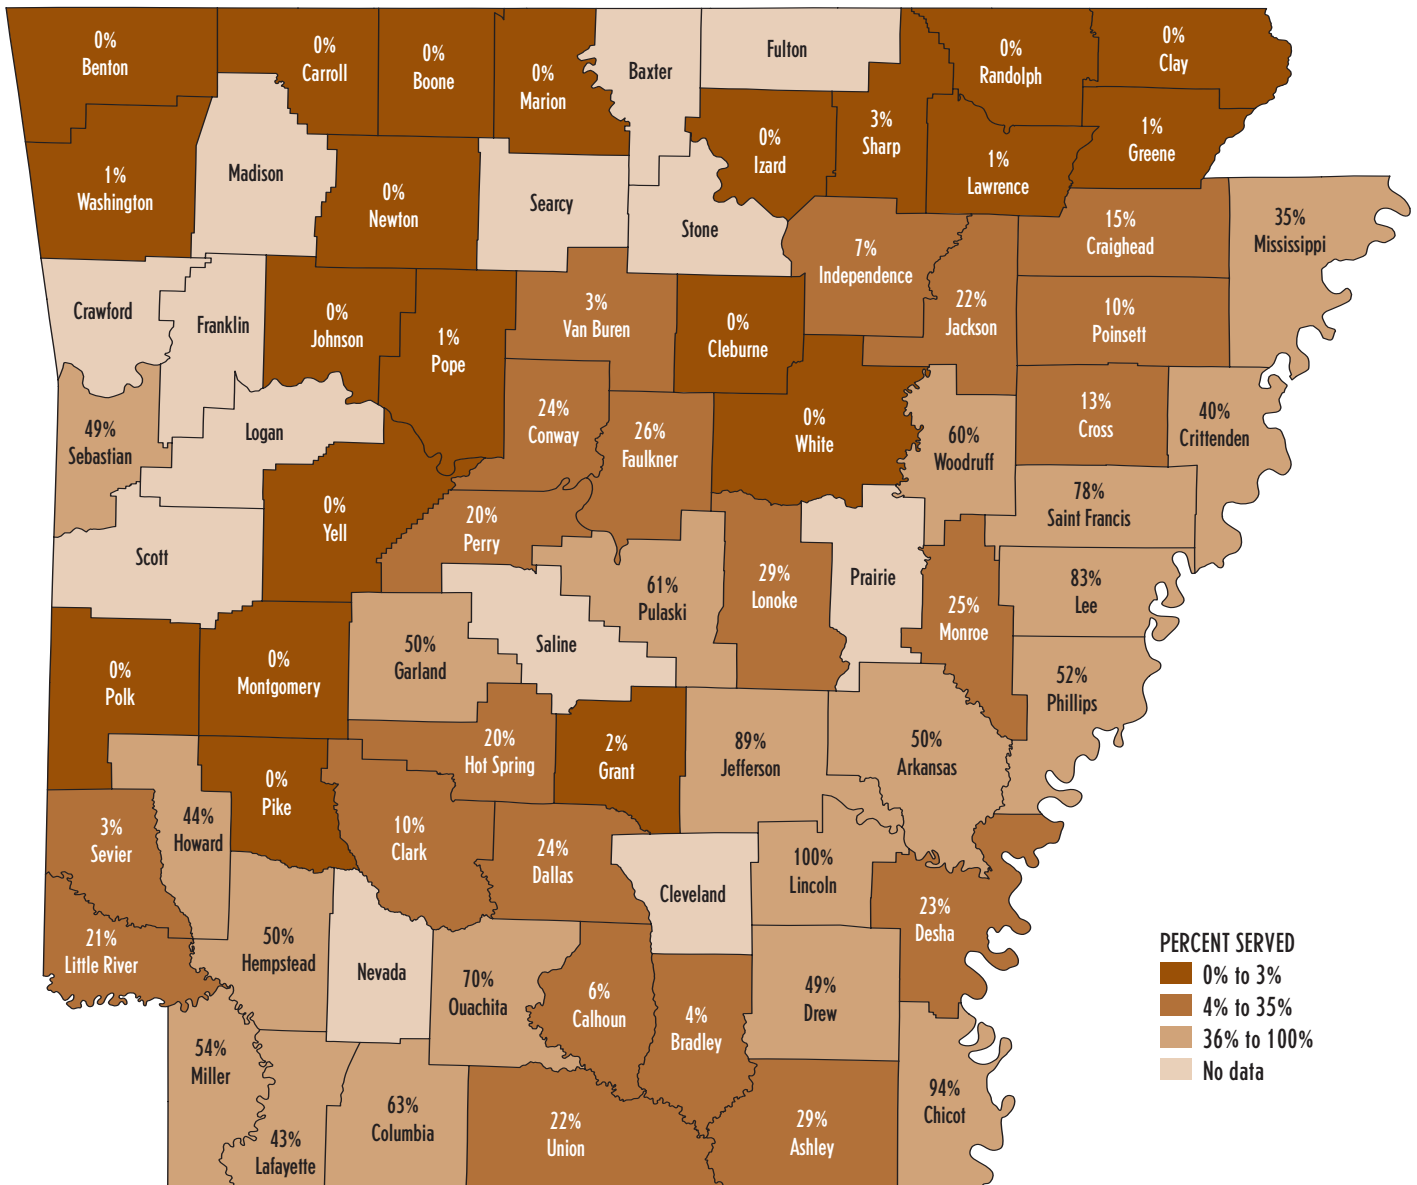 0%
Benton
0%
Carroll
0%
Boone
0%
Marion
Baxter
Fulton
0%
Randolph
0%
Clay
1%
Washington
Madison
0%
Newton
Searcy
Stone
0%
Izard
3%
Sharp
1%
Lawrence
1%
Greene
15%
Craighead
35%
Mississippi
Crawford
Franklin
0%
Johnson
1%
Pope
3%
Van Buren
0%
Cleburne
7%
Independence
22%
Jackson
10%
Poinsett
49%
Sebastian
Logan
24%
Conway
26%
Faulkner
0%
White
60%
Woodruff
13%
Cross
40%
Crittenden
Scott
0%
Yell
20%
Perry
61%
Pulaski
29%
Lonoke
Prairie
25%
Monroe
78%
Saint Francis
83%
Lee
52%
Phillips
0%
Polk
0%
Montgomery
50%
Garland
Saline
20%
Hot Spring
2%
Grant
89%
Jefferson
50%
Arkansas
3%
Sevier
44%
Howard
0%
Pike
10%
Clark
24%
Dallas
Cleveland
100%
Lincoln
23%
Desha
21%
Little River
50%
Hempstead
Nevada
70%
Ouachita
6%
Calhoun
4%
Bradley
49%
Drew
54%
Miller
43%
Lafayette
63%
Columbia
22%
Union
29%
Ashley
94%
Chicot
PERCENT SERVED
0% to 3%
4% to 35%
36% to 100%
No data